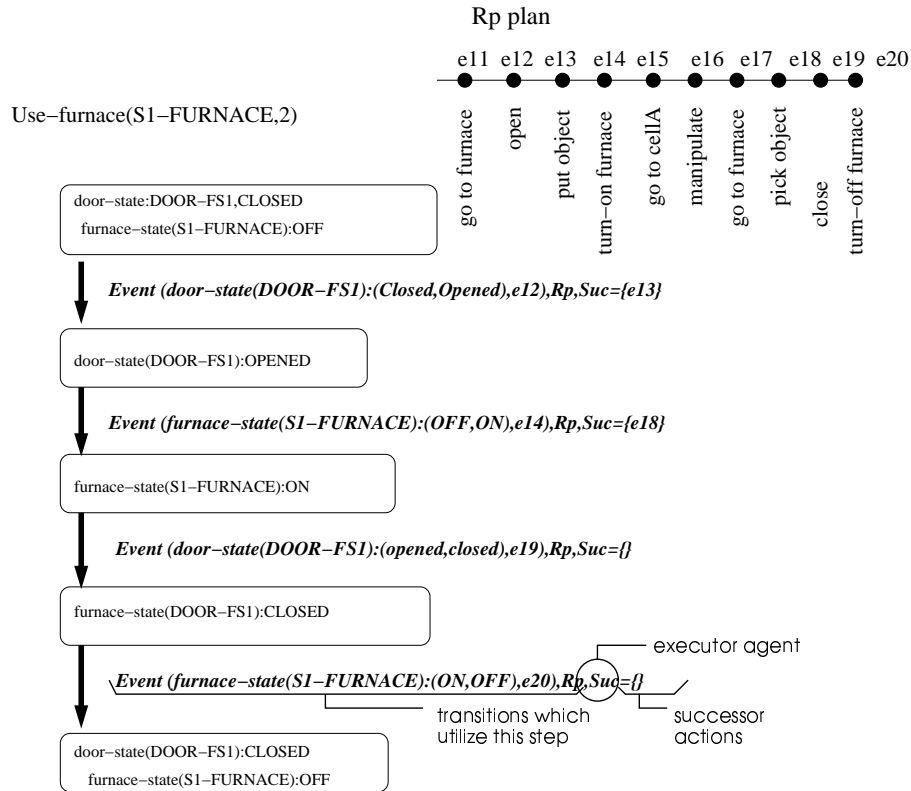 Rp plan
e11 e12 e13 e14 e15 e16 e17 e18 e19 e20
Use−furnace(S1−FURNACE,2)
go to furnace
open
put object
turn−on furnace
go to cellA
manipulate
go to furnace
pick object
close
turn−off furnace
door−state:DOOR−FS1,CLOSED
furnace−state(S1−FURNACE):OFF
Event (door−state(DOOR−FS1):(Closed,Opened),e12),Rp,Suc={e13}
door−state(DOOR−FS1):OPENED
Event (furnace−state(S1−FURNACE):(OFF,ON),e14),Rp,Suc={e18}
furnace−state(S1−FURNACE):ON
Event (door−state(DOOR−FS1):(opened,closed),e19),Rp,Suc={}
furnace−state(DOOR−FS1):CLOSED
executor agent
Event (furnace−state(S1−FURNACE):(ON,OFF),e20),Rp,Suc={}
transitions which
utilize this step
successor
actions
door−state(DOOR−FS1):CLOSED
furnace−state(S1−FURNACE):OFF